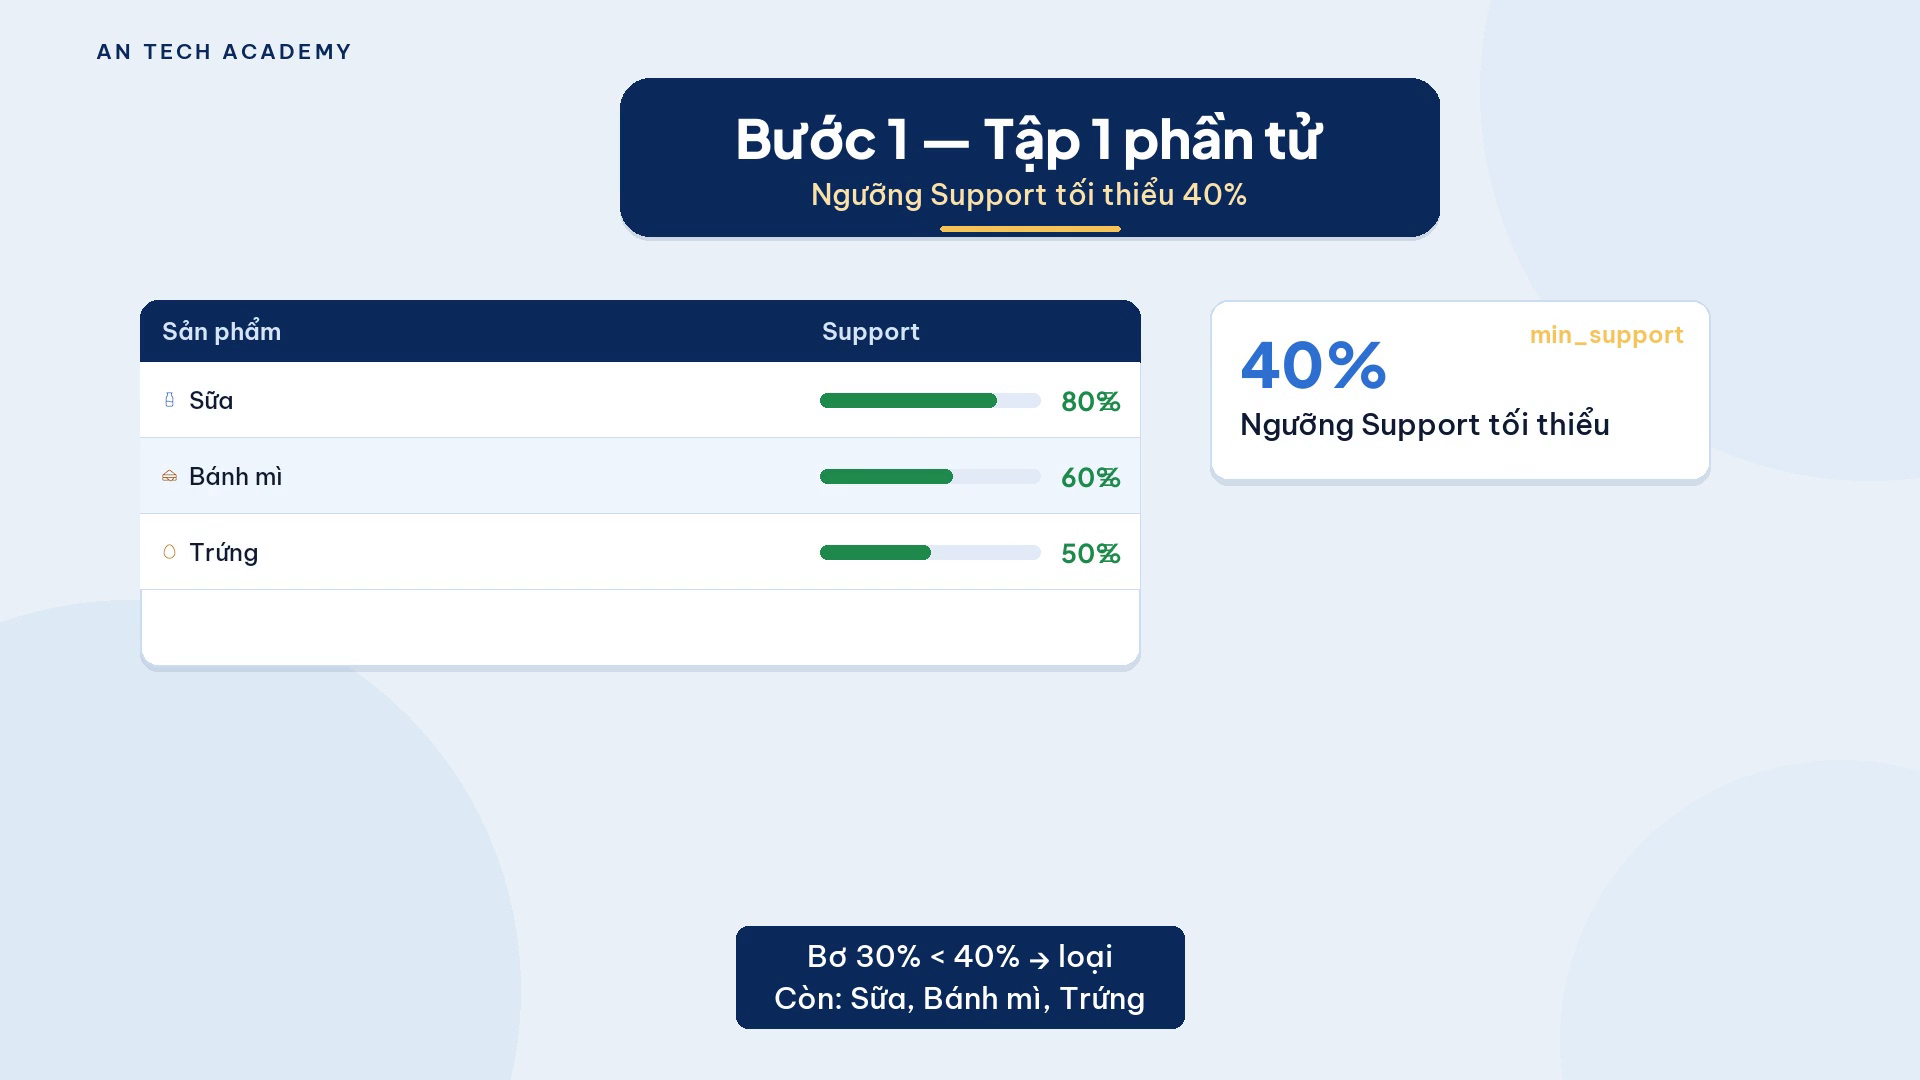 AN TECH ACADEMY
Bước 1 — Tập 1 phần tử
Ngưỡng Support tối thiểu 40%
Sản phẩm Support
Sữa 80%
Bánh mì 60%
Trứng 50%
min_support
40%
Ngưỡng Support tối thiểu
Bơ 30% < 40% → loại
Còn: Sữa, Bánh mì, Trứng